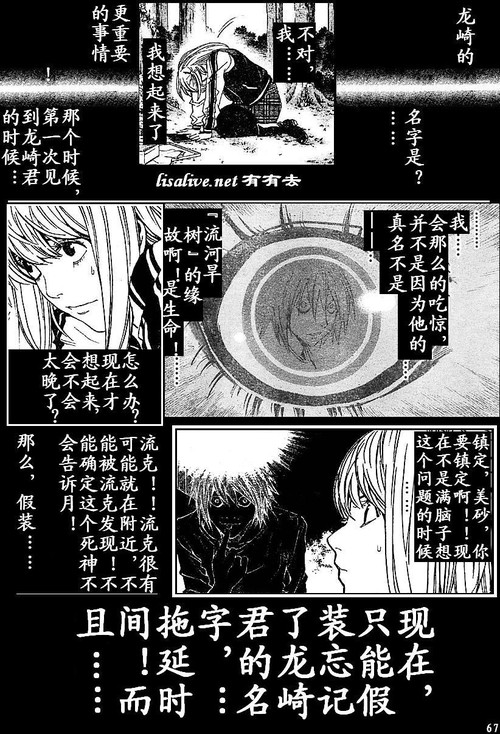 龙崎的
名字是?
不对,
我……
我想起来了
更重要
的事情
!
那个时候,
第一次见
到龙崎君
的时候…
lisalive.net 有有去
我……
会那么的吃惊,
并不是因为他的
真名不是
『流河旱
树』的缘
故啊!是生命!
怎么办?
现在才
想起来,
会不会
太晚了?
镇定,美砂,你
要镇定啊!!现
在不是满脑子想
这个问题的时候
流克!!流克很有
可能就在附近,不
能被流克发现!不
能确定这个死神不
会告诉月!
那么,假装……
现在,
只能假
装忘记
了龙崎
君的名
字,…
拖延时
间!而
且……
67